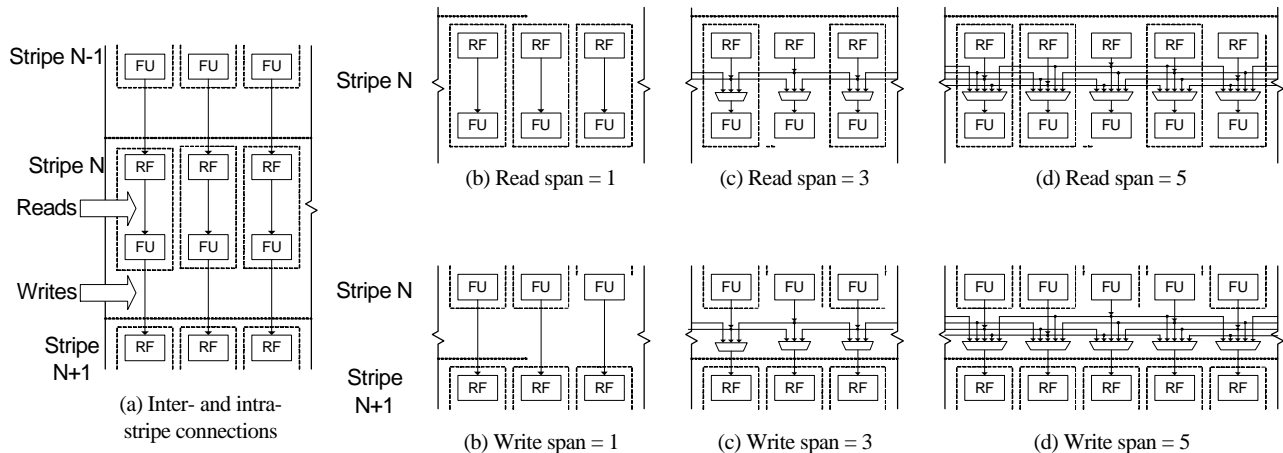 Stripe N-1
FU FU FU
Stripe N
RF RF RF
Reads
FU FU FU
Writes
Stripe
N+1
RF RF RF
(a) Inter- and intra-
stripe connections
Stripe N
RF RF RF
FU FU FU
(b) Read span = 1
RF RF RF
FU FU FU
(c) Read span = 3
RF RF RF RF RF
FU FU FU FU FU
(d) Read span = 5
Stripe N
FU FU FU
Stripe
N+1
RF RF RF
(b) Write span = 1
FU FU FU
RF RF RF
(c) Write span = 3
FU FU FU FU FU
RF RF RF RF RF
(d) Write span = 5